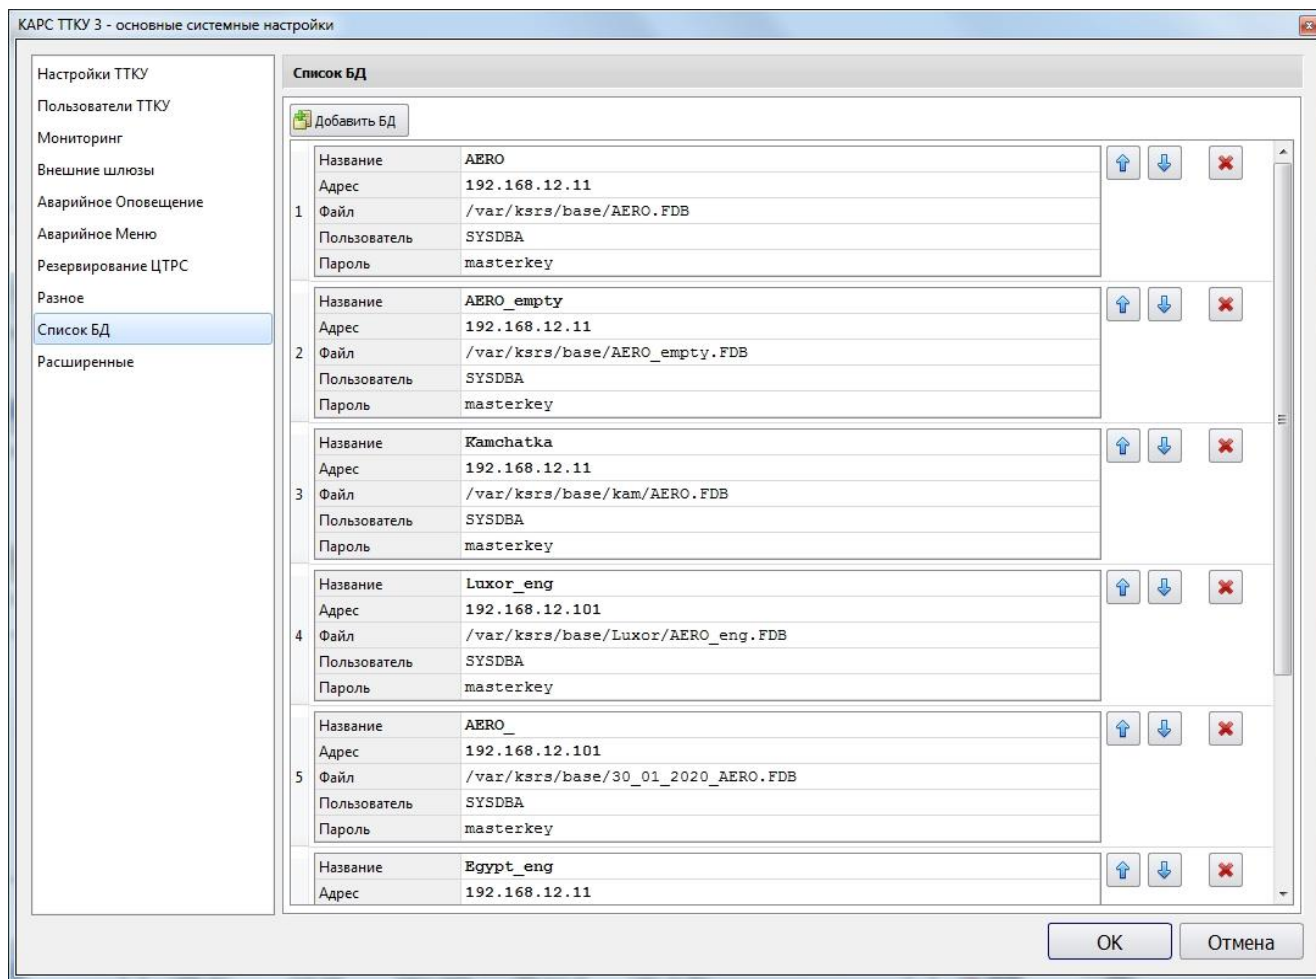 КАРС ТТКУ 3 - основные системные настройки
Настройки ТТКУ
Пользователи ТТКУ
Мониторинг
Внешние шлюзы
Аварийное Оповещение
Аварийное Меню
Резервирование ЦТРС
Разное
Список БД
Расширенные
Список БД
Добавить БД
1
Название AERO
Адрес 192.168.12.11
Файл /var/ksrs/base/AERO.FDB
Пользователь SYSDBA
Пароль masterkey
2
Название AERO_empty
Адрес 192.168.12.11
Файл /var/ksrs/base/AERO_empty.FDB
Пользователь SYSDBA
Пароль masterkey
3
Название Kamchatka
Адрес 192.168.12.11
Файл /var/ksrs/base/kam/AERO.FDB
Пользователь SYSDBA
Пароль masterkey
4
Название Luxor_eng
Адрес 192.168.12.101
Файл /var/ksrs/base/Luxor/AERO_eng.FDB
Пользователь SYSDBA
Пароль masterkey
5
Название AERO_
Адрес 192.168.12.101
Файл /var/ksrs/base/30_01_2020_AERO.FDB
Пользователь SYSDBA
Пароль masterkey
Название Egypt_eng
Адрес 192.168.12.11
OK
Отмена